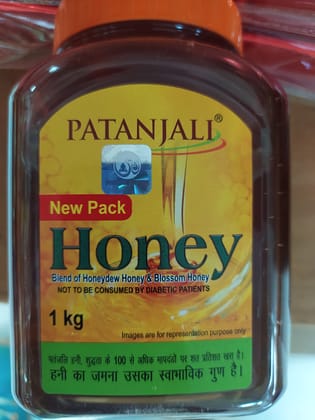 PATANJALI®
New Pack
Honey
Blend of Honeydew Honey & Blossom Honey
NOT TO BE CONSUMED BY DIABETIC PATIENTS
1 kg
Images are for representation purpose only
पतंजलि हनी, शुद्धता के 100 से अधिक मापदंडों पर शत प्रतिशत खरा है।
हनी का जमना उसका स्वाभाविक गुण है।